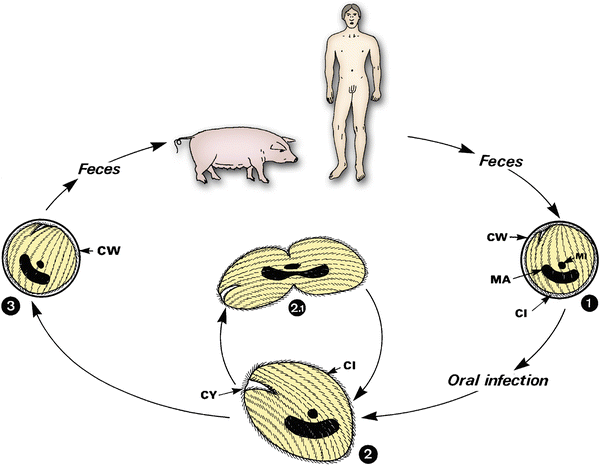 Feces
Feces
CW
CW
MI
MA
CI
3
1
2.1
Oral infection
CI
CY
2